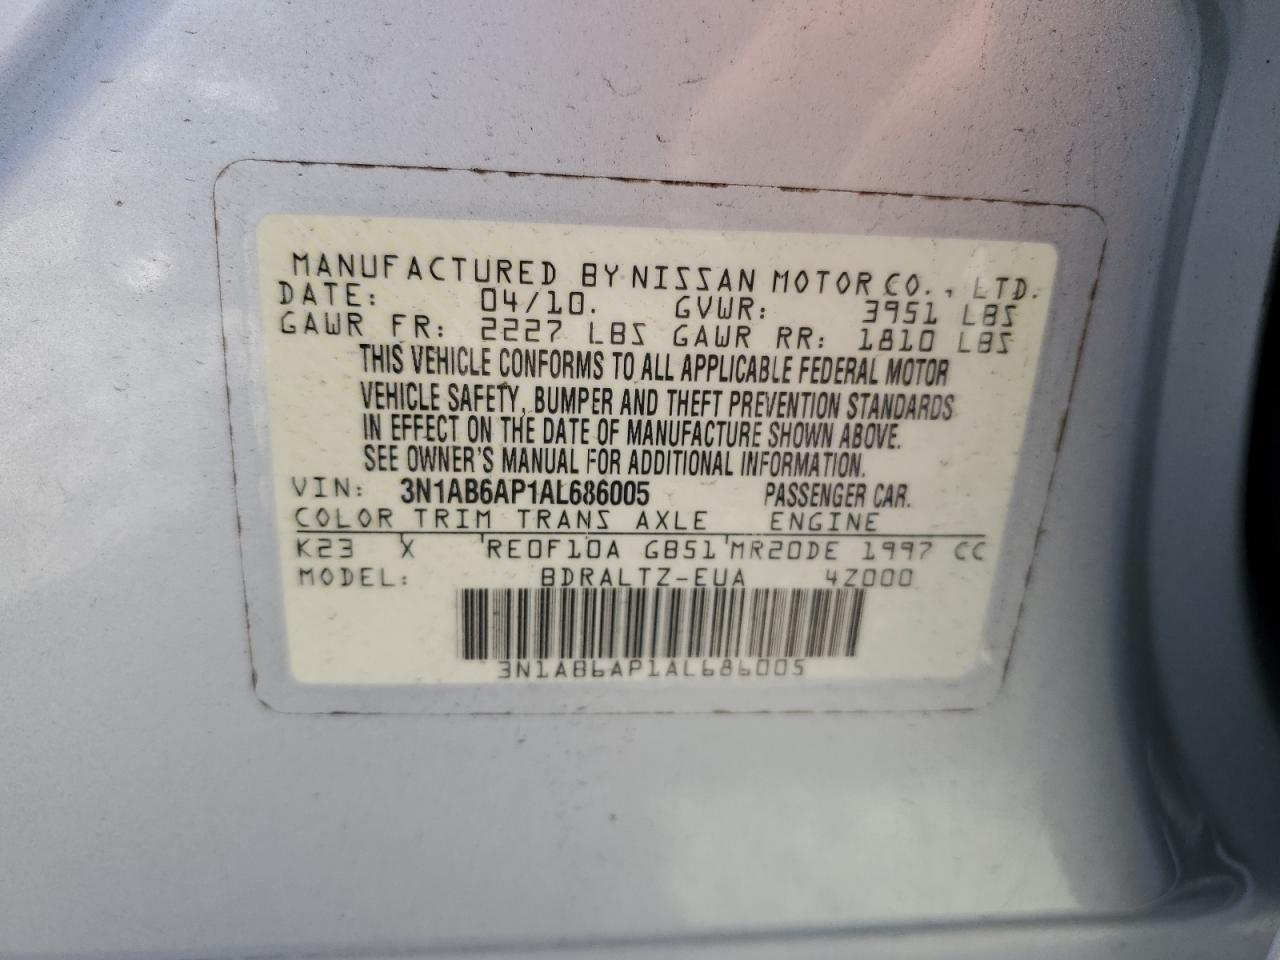 MANUFACTURED BY NISSAN MOTOR CO., LTD.
DATE: 04/10. GVWR: 3951 LBS
GAWR FR: 2227 LBS GAWR RR: 1810 LBS
THIS VEHICLE CONFORMS TO ALL APPLICABLE FEDERAL MOTOR
VEHICLE SAFETY, BUMPER AND THEFT PREVENTION STANDARDS
IN EFFECT ON THE DATE OF MANUFACTURE SHOWN ABOVE.
SEE OWNER'S MANUAL FOR ADDITIONAL INFORMATION.
VIN: 3N1AB6AP1AL686005 PASSENGER CAR.
COLOR TRIM TRANS AXLE ENGINE
K23 X RE0F10A GB51 MR20DE 1997 CC
MODEL: BDRALTZ-EUA 4Z000
3N1AB6AP1AL686005